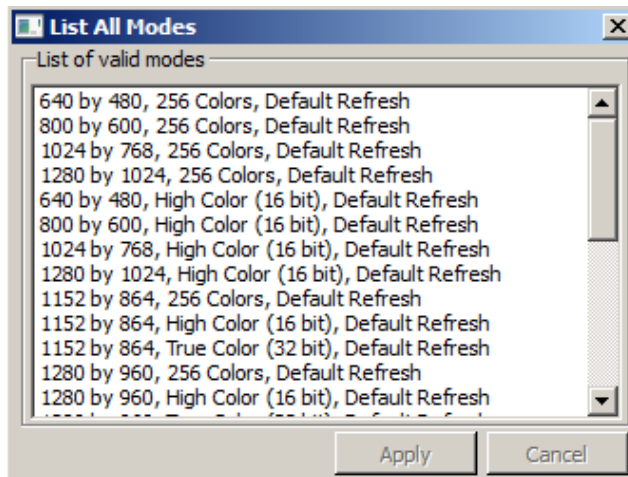 List All Modes
List of valid modes
640 by 480, 256 Colors, Default Refresh
800 by 600, 256 Colors, Default Refresh
1024 by 768, 256 Colors, Default Refresh
1280 by 1024, 256 Colors, Default Refresh
640 by 480, High Color (16 bit), Default Refresh
800 by 600, High Color (16 bit), Default Refresh
1024 by 768, High Color (16 bit), Default Refresh
1280 by 1024, High Color (16 bit), Default Refresh
1152 by 864, 256 Colors, Default Refresh
1152 by 864, High Color (16 bit), Default Refresh
1152 by 864, True Color (32 bit), Default Refresh
1280 by 960, 256 Colors, Default Refresh
1280 by 960, High Color (16 bit), Default Refresh
Apply Cancel